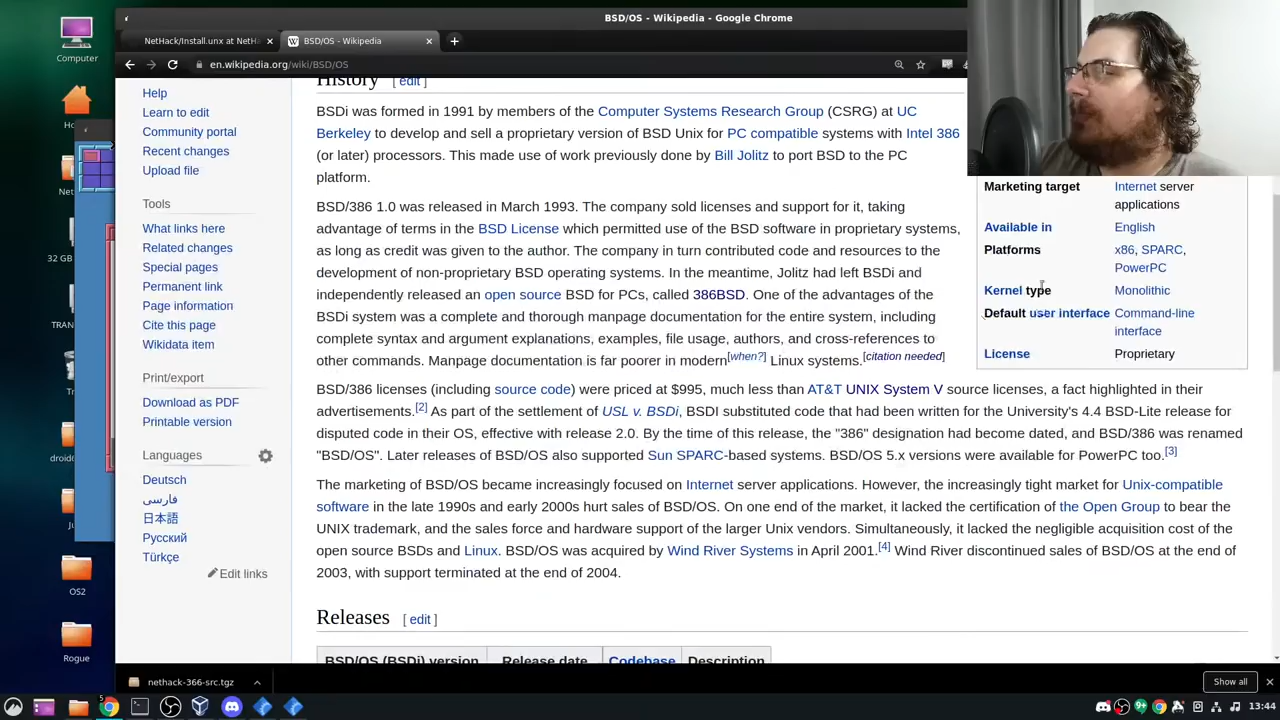 BSD/OS - Wikipedia - Google Chrome
NetHack/Install.unx at NetHa
BSD/OS - Wikipedia
en.wikipedia.org/wiki/BSD/OS
Computer
32 GB
TRAN
droid
OS2
Rogue
Help
Learn to edit
Community portal
Recent changes
Upload file
Tools
What links here
Related changes
Special pages
Permanent link
Page information
Cite this page
Wikidata item
Print/export
Download as PDF
Printable version
Languages
Deutsch
فارسی
日本語
Русский
Türkçe
Edit links
History [ edit ]
BSDi was formed in 1991 by members of the Computer Systems Research Group (CSRG) at UC
Berkeley to develop and sell a proprietary version of BSD Unix for PC compatible systems with Intel 386
(or later) processors. This made use of work previously done by Bill Jolitz to port BSD to the PC
platform.
BSD/386 1.0 was released in March 1993. The company sold licenses and support for it, taking
advantage of terms in the BSD License which permitted use of the BSD software in proprietary systems,
as long as credit was given to the author. The company in turn contributed code and resources to the
development of non-proprietary BSD operating systems. In the meantime, Jolitz had left BSDi and
independently released an open source BSD for PCs, called 386BSD. One of the advantages of the
BSDi system was a complete and thorough manpage documentation for the entire system, including
complete syntax and argument explanations, examples, file usage, authors, and cross-references to
other commands. Manpage documentation is far poorer in modern[when?] Linux systems.[citation needed]
BSD/386 licenses (including source code) were priced at $995, much less than AT&T UNIX System V source licenses, a fact highlighted in their
advertisements.[2] As part of the settlement of USL v. BSDi, BSDI substituted code that had been written for the University's 4.4 BSD-Lite release for
disputed code in their OS, effective with release 2.0. By the time of this release, the "386" designation had become dated, and BSD/386 was renamed
"BSD/OS". Later releases of BSD/OS also supported Sun SPARC-based systems. BSD/OS 5.x versions were available for PowerPC too.[3]
The marketing of BSD/OS became increasingly focused on Internet server applications. However, the increasingly tight market for Unix-compatible
software in the late 1990s and early 2000s hurt sales of BSD/OS. On one end of the market, it lacked the certification of the Open Group to bear the
UNIX trademark, and the sales force and hardware support of the larger Unix vendors. Simultaneously, it lacked the negligible acquisition cost of the
open source BSDs and Linux. BSD/OS was acquired by Wind River Systems in April 2001.[4] Wind River discontinued sales of BSD/OS at the end of
2003, with support terminated at the end of 2004.
Releases [ edit ]
BSD/OS (BSDi) version Release date Codebase Description
Marketing target Internet server
applications
Available in English
Platforms x86, SPARC,
PowerPC
Kernel type Monolithic
Default user interface Command-line
interface
License Proprietary
nethack-366-src.tgz
Show all
5
9+
13:44